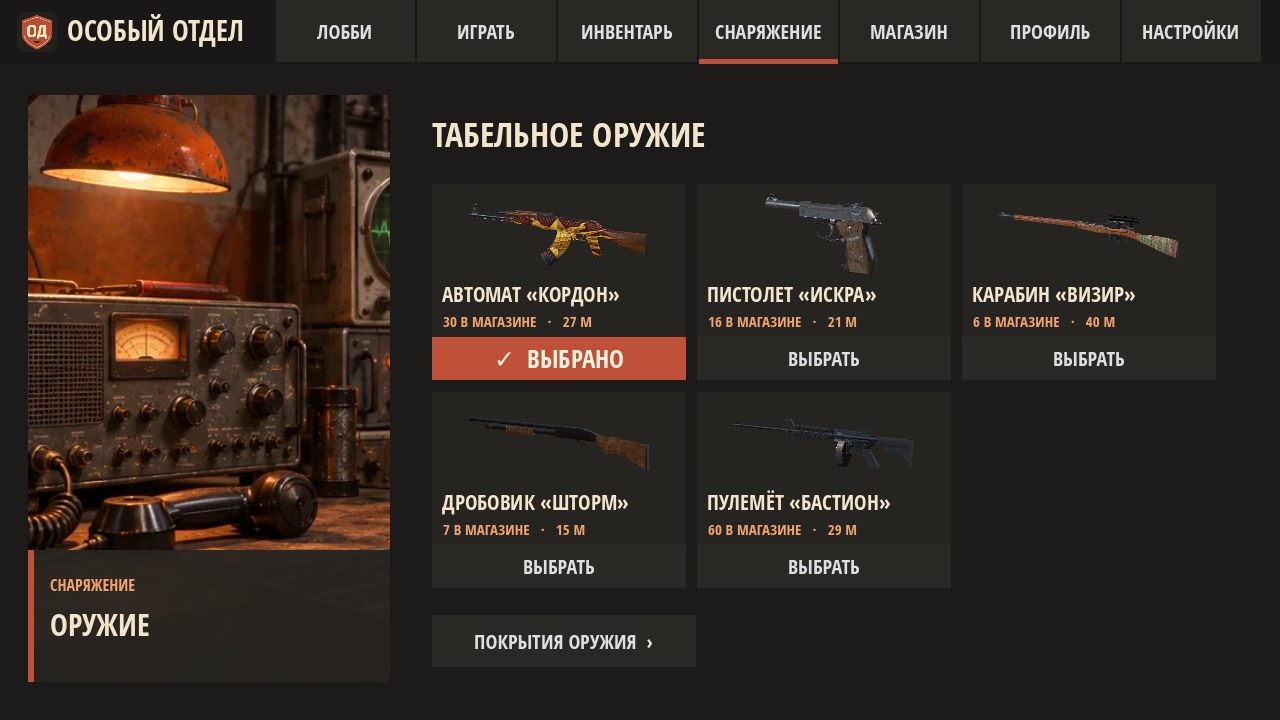 ОД ОСОБЫЙ ОТДЕЛ
ЛОББИ
ИГРАТЬ
ИНВЕНТАРЬ
СНАРЯЖЕНИЕ
МАГАЗИН
ПРОФИЛЬ
НАСТРОЙКИ
СНАРЯЖЕНИЕ
ОРУЖИЕ
ТАБЕЛЬНОЕ ОРУЖИЕ
АВТОМАТ «КОРДОН»
30 В МАГАЗИНЕ · 27 М
✓ ВЫБРАНО
ПИСТОЛЕТ «ИСКРА»
16 В МАГАЗИНЕ · 21 М
ВЫБРАТЬ
КАРАБИН «ВИЗИР»
6 В МАГАЗИНЕ · 40 М
ВЫБРАТЬ
ДРОБОВИК «ШТОРМ»
7 В МАГАЗИНЕ · 15 М
ВЫБРАТЬ
ПУЛЕМЁТ «БАСТИОН»
60 В МАГАЗИНЕ · 29 М
ВЫБРАТЬ
ПОКРЫТИЯ ОРУЖИЯ ›